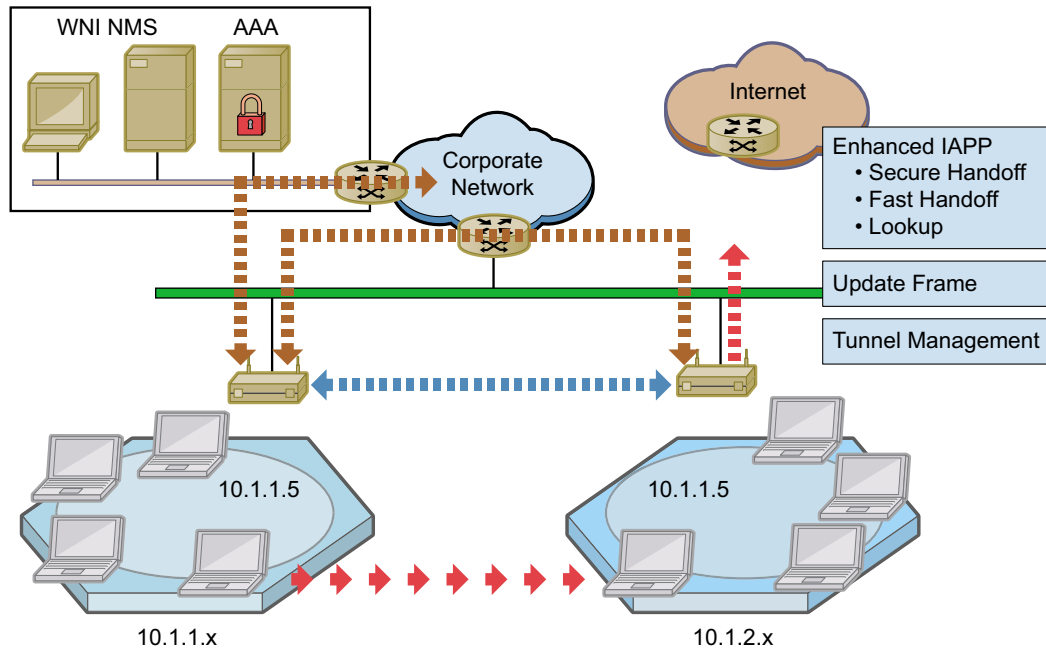 WNI NMS
AAA
Internet
Corporate
Network
Enhanced IAPP
• Secure Handoff
• Fast Handoff
• Lookup
Update Frame
Tunnel Management
10.1.1.5
10.1.1.5
10.1.1.x
10.1.2.x